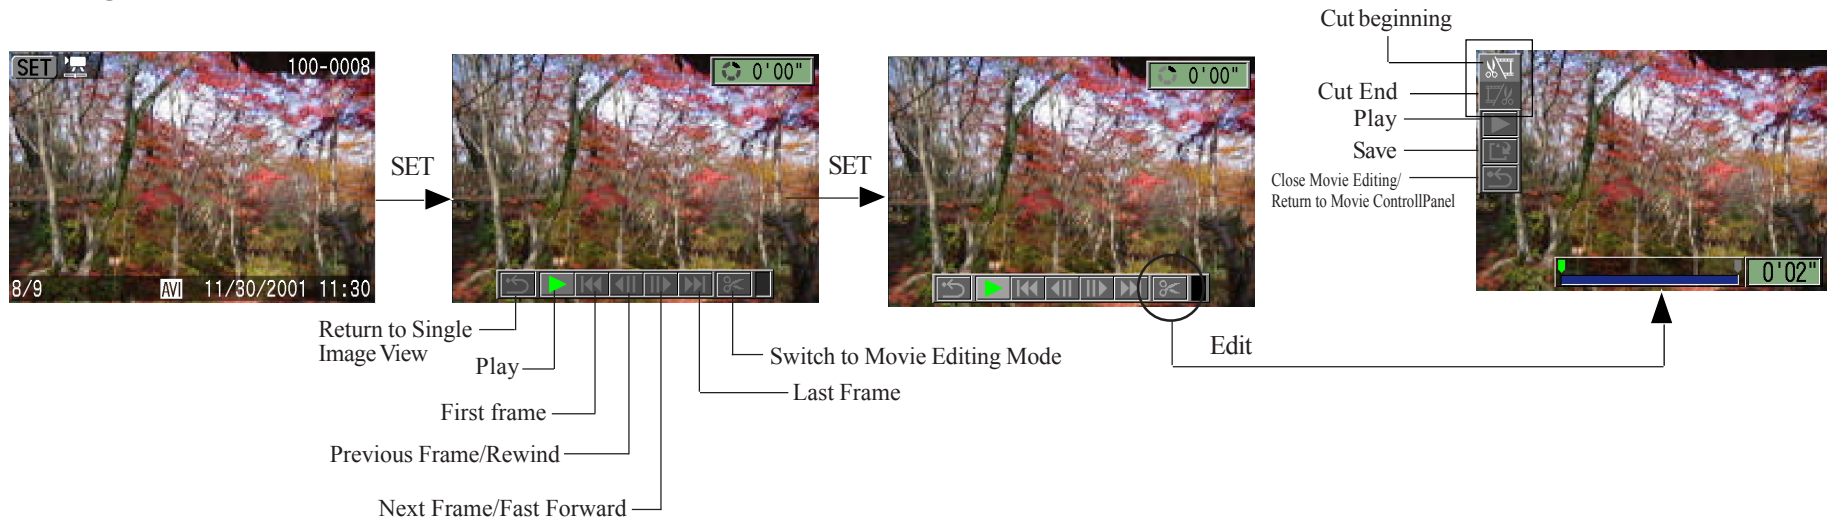 SET
100-0008
8/9
AVI
11/30/2001 11:30
SET
0'00"
Return to Single
Image View
Play
First frame
Previous Frame/Rewind
Next Frame/Fast Forward
Switch to Movie Editing Mode
Last Frame
SET
0'00"
Edit
Cut beginning
Cut End
Play
Save
Close Movie Editing/
Return to Movie ControllPanel
0'02"